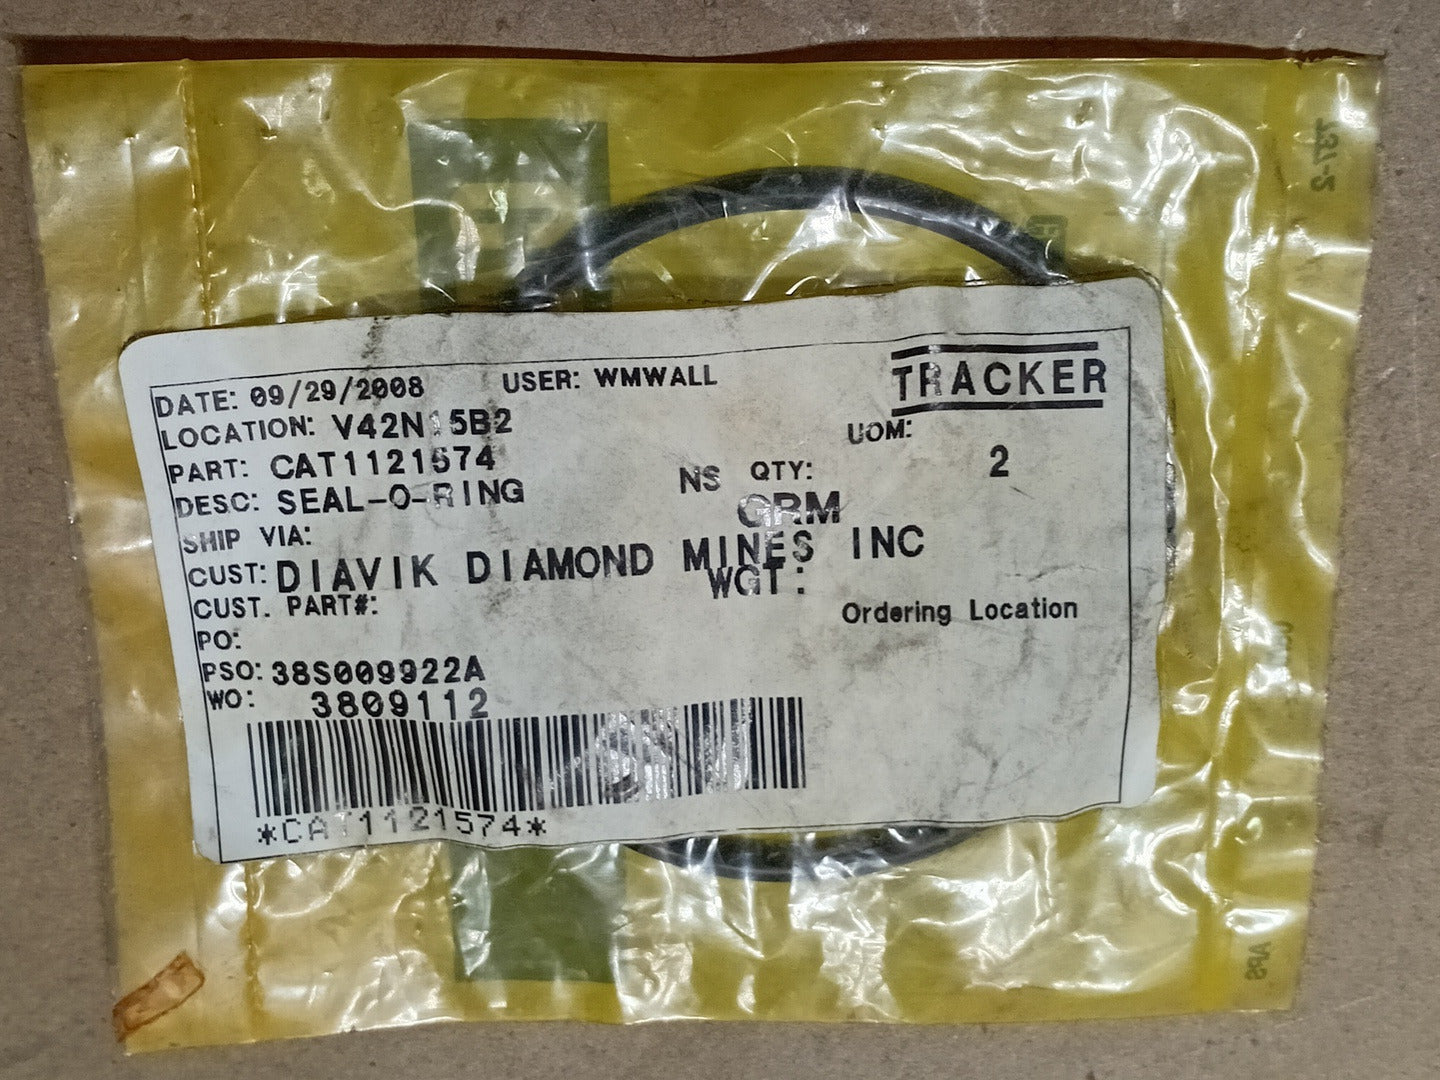 DATE: 09/29/2008 USER: WMWALL TRACKER
LOCATION: V42N15B2 UOM:
PART: CAT1121574 NS QTY: 2
DESC: SEAL-O-RING GRM
SHIP VIA:
CUST: DIAVIK DIAMOND MINES INC
WGT:
CUST. PART#: Ordering Location
PO:
PSO: 38S009922A
WO: 3809112
*CAT1121574*